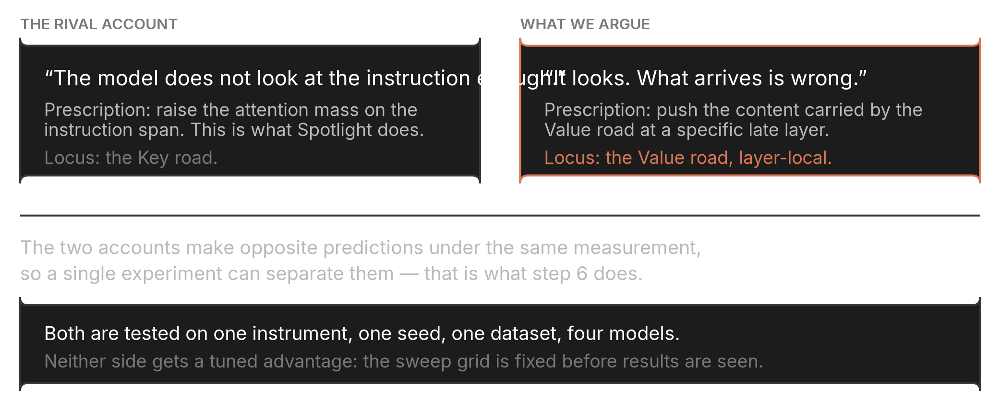 THE RIVAL ACCOUNT
“The model does not look at the instruction enough.”
Prescription: raise the attention mass on the
instruction span. This is what Spotlight does.
Locus: the Key road.
WHAT WE ARGUE
“It looks. What arrives is wrong.”
Prescription: push the content carried by the
Value road at a specific late layer.
Locus: the Value road, layer-local.
The two accounts make opposite predictions under the same measurement,
so a single experiment can separate them — that is what step 6 does.
Both are tested on one instrument, one seed, one dataset, four models.
Neither side gets a tuned advantage: the sweep grid is fixed before results are seen.